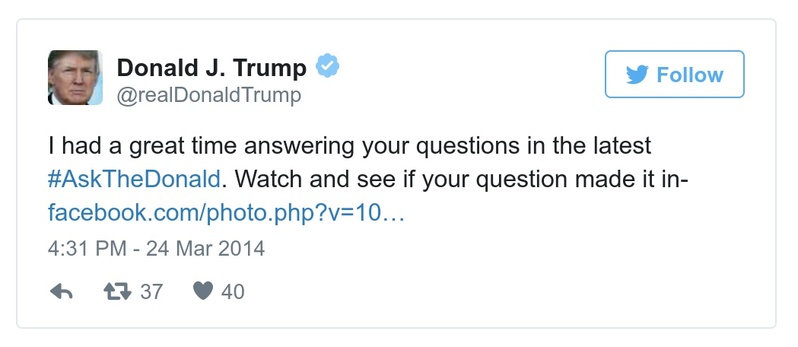 Donald J. Trump
@realDonaldTrump
Follow
I had a great time answering your questions in the latest
#AskTheDonald. Watch and see if your question made it in-
facebook.com/photo.php?v=10…
4:31 PM - 24 Mar 2014
37 40